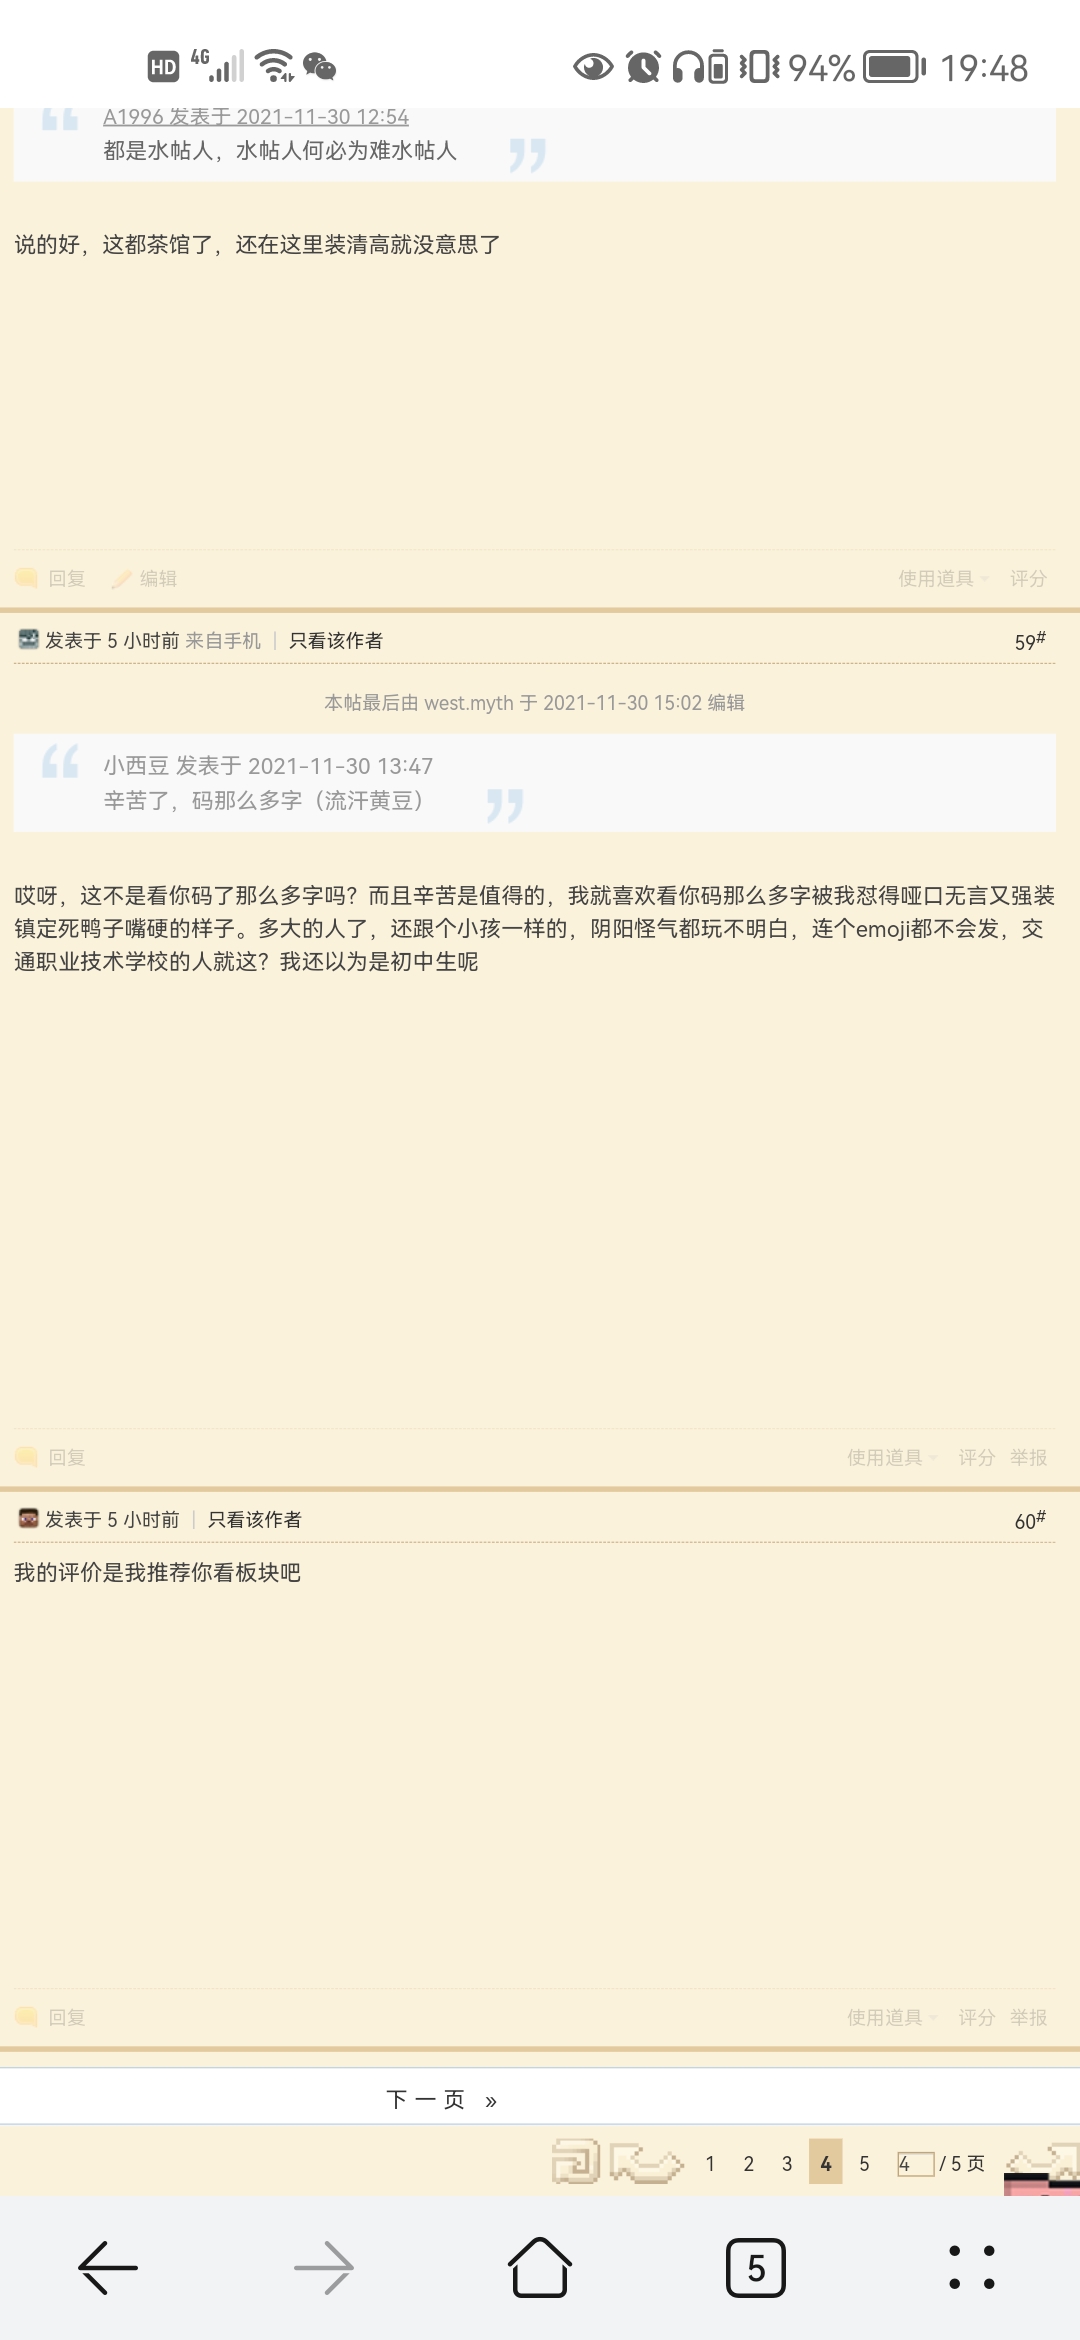 HD 4G 94% 19:48
A1996 发表于 2021-11-30 12:54
都是水帖人，水帖人何必为难水帖人
说的好，这都茶馆了，还在这里装清高就没意思了
回复 编辑 使用道具 评分
发表于 5 小时前 来自手机 | 只看该作者 59#
本帖最后由 west.myth 于 2021-11-30 15:02 编辑
小西豆 发表于 2021-11-30 13:47
辛苦了，码那么多字（流汗黄豆）
哎呀，这不是看你码了那么多字吗？而且辛苦是值得的，我就喜欢看你码那么多字被我怼得哑口无言又强装
镇定死鸭子嘴硬的样子。多大的人了，还跟个小孩一样的，阴阳怪气都玩不明白，连个emoji都不会发，交
通职业技术学校的人就这？我还以为是初中生呢
回复 使用道具 评分 举报
发表于 5 小时前 | 只看该作者 60#
我的评价是我推荐你看板块吧
回复 使用道具 评分 举报
下一页 »
1 2 3 4 5 4 / 5 页
5